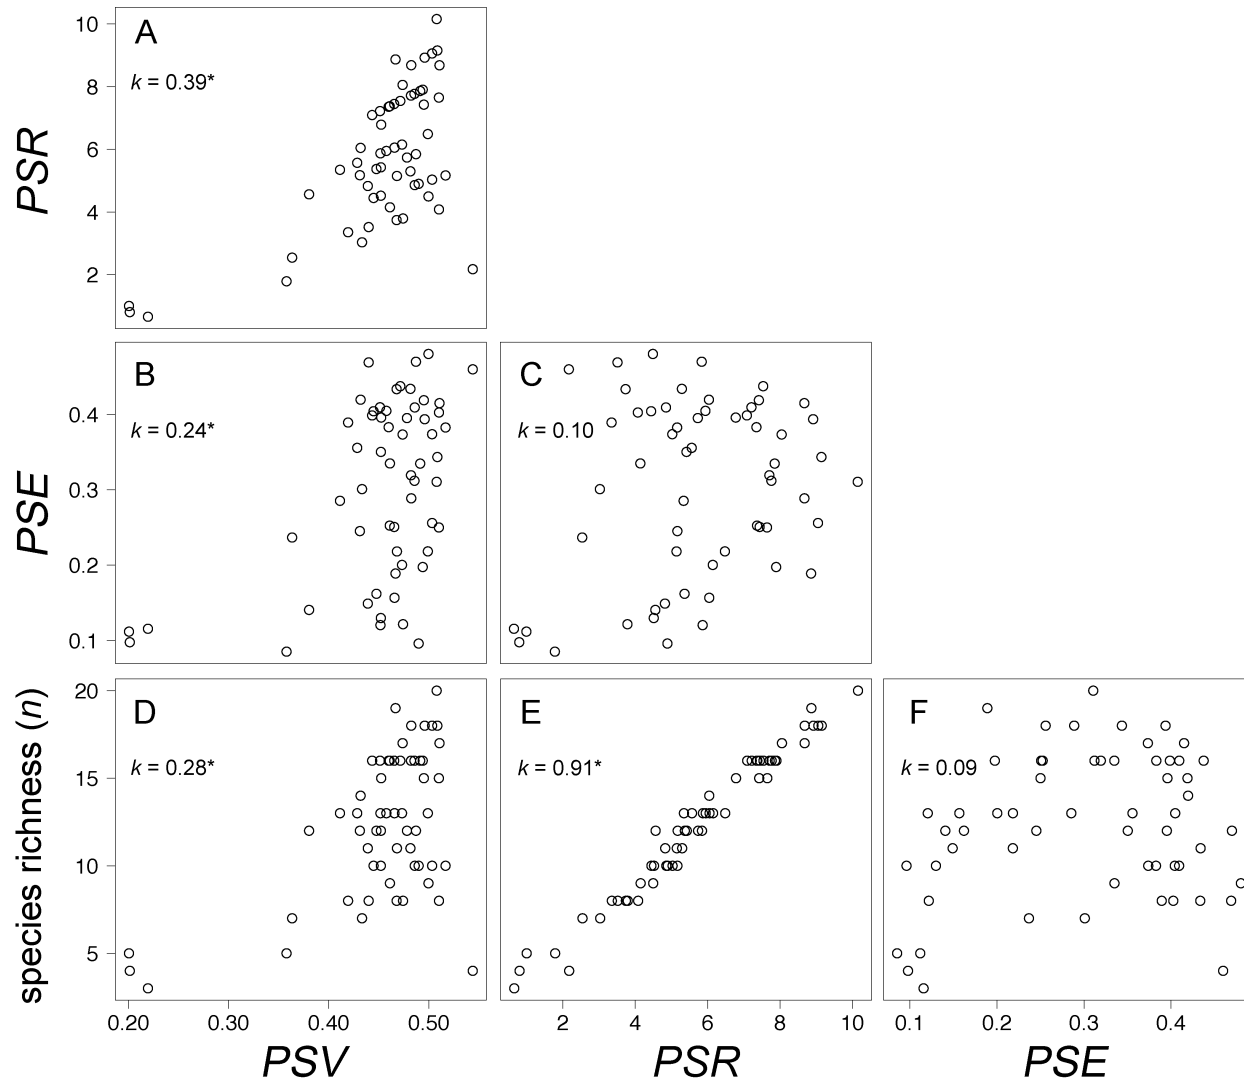 10
8
6
4
2
PSR
A
k = 0.39*
0.4
0.3
0.2
0.1
PSE
B
k = 0.24*
C
k = 0.10
20
15
10
5
species richness (n)
D
k = 0.28*
E
k = 0.91*
F
k = 0.09
0.20 0.30 0.40 0.50
2 4 6 8 10
0.1 0.2 0.3 0.4
PSV
PSR
PSE